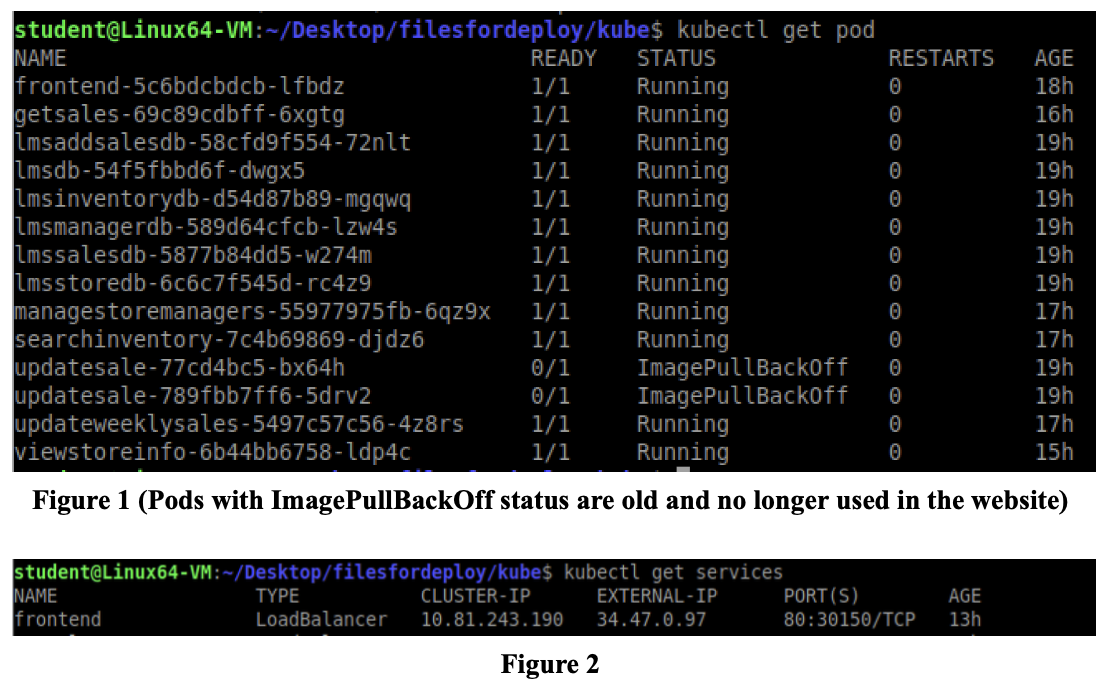 student@Linux64-VM:~/Desktop/filesfordeploy/kube$ kubectl get pod
NAME READY STATUS RESTARTS AGE
frontend-5c6bdcbdcb-lfbdz 1/1 Running 0 18h
getsales-69c89cdbff-6xgtg 1/1 Running 0 16h
lmsaddsalesdb-58cfd9f554-72nlt 1/1 Running 0 19h
lmsdb-54f5fbbd6f-dwgx5 1/1 Running 0 19h
lmsinventorydb-d54d87b89-mgqwq 1/1 Running 0 19h
lmsmanagerdb-589d64cfcb-lzw4s 1/1 Running 0 19h
lmssalesdb-5877b84dd5-w274m 1/1 Running 0 19h
lmsstoredb-6c6c7f545d-rc4z9 1/1 Running 0 19h
managestoremanagers-55977975fb-6qz9x 1/1 Running 0 17h
searchinventory-7c4b69869-djdz6 1/1 Running 0 17h
updatesale-77cd4bc5-bx64h 0/1 ImagePullBackOff 0 19h
updatesale-789fbb7ff6-5drv2 0/1 ImagePullBackOff 0 19h
updateweeklysales-5497c57c56-4z8rs 1/1 Running 0 17h
viewstoreinfo-6b44bb6758-ldp4c 1/1 Running 0 15h
Figure 1 (Pods with ImagePullBackOff status are old and no longer used in the website)
student@Linux64-VM:~/Desktop/filesfordeploy/kube$ kubectl get services
NAME TYPE CLUSTER-IP EXTERNAL-IP PORT(S) AGE
frontend LoadBalancer 10.81.243.190 34.47.0.97 80:30150/TCP 13h
Figure 2